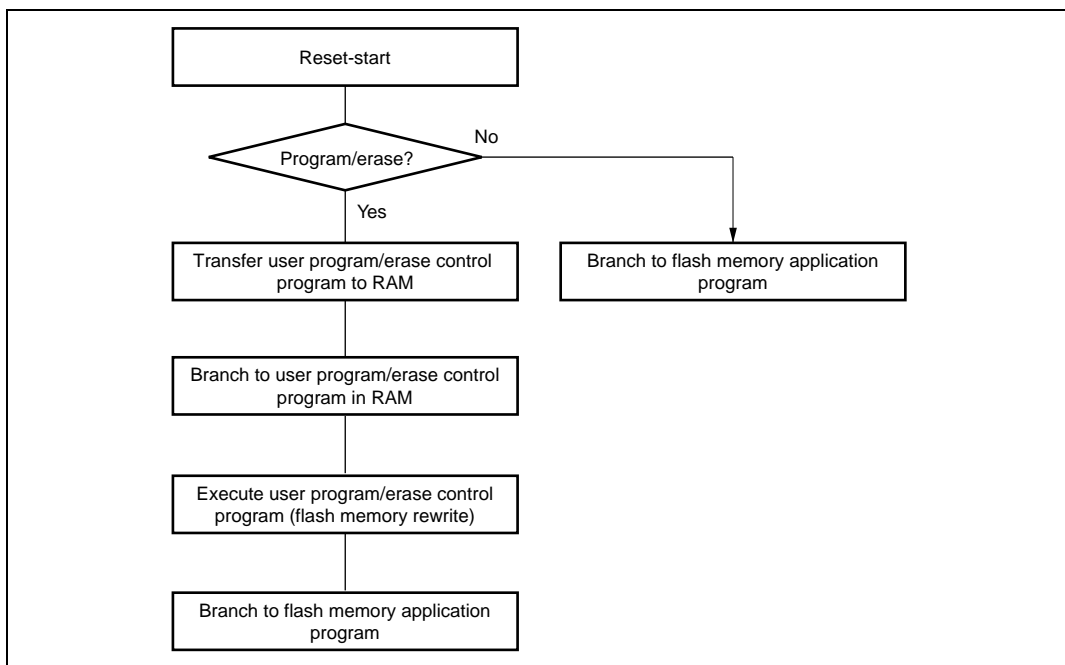 Reset-start
No
Program/erase?
Yes
Transfer user program/erase control
program to RAM
Branch to flash memory application
program
Branch to user program/erase control
program in RAM
Execute user program/erase control
program (flash memory rewrite)
Branch to flash memory application
program